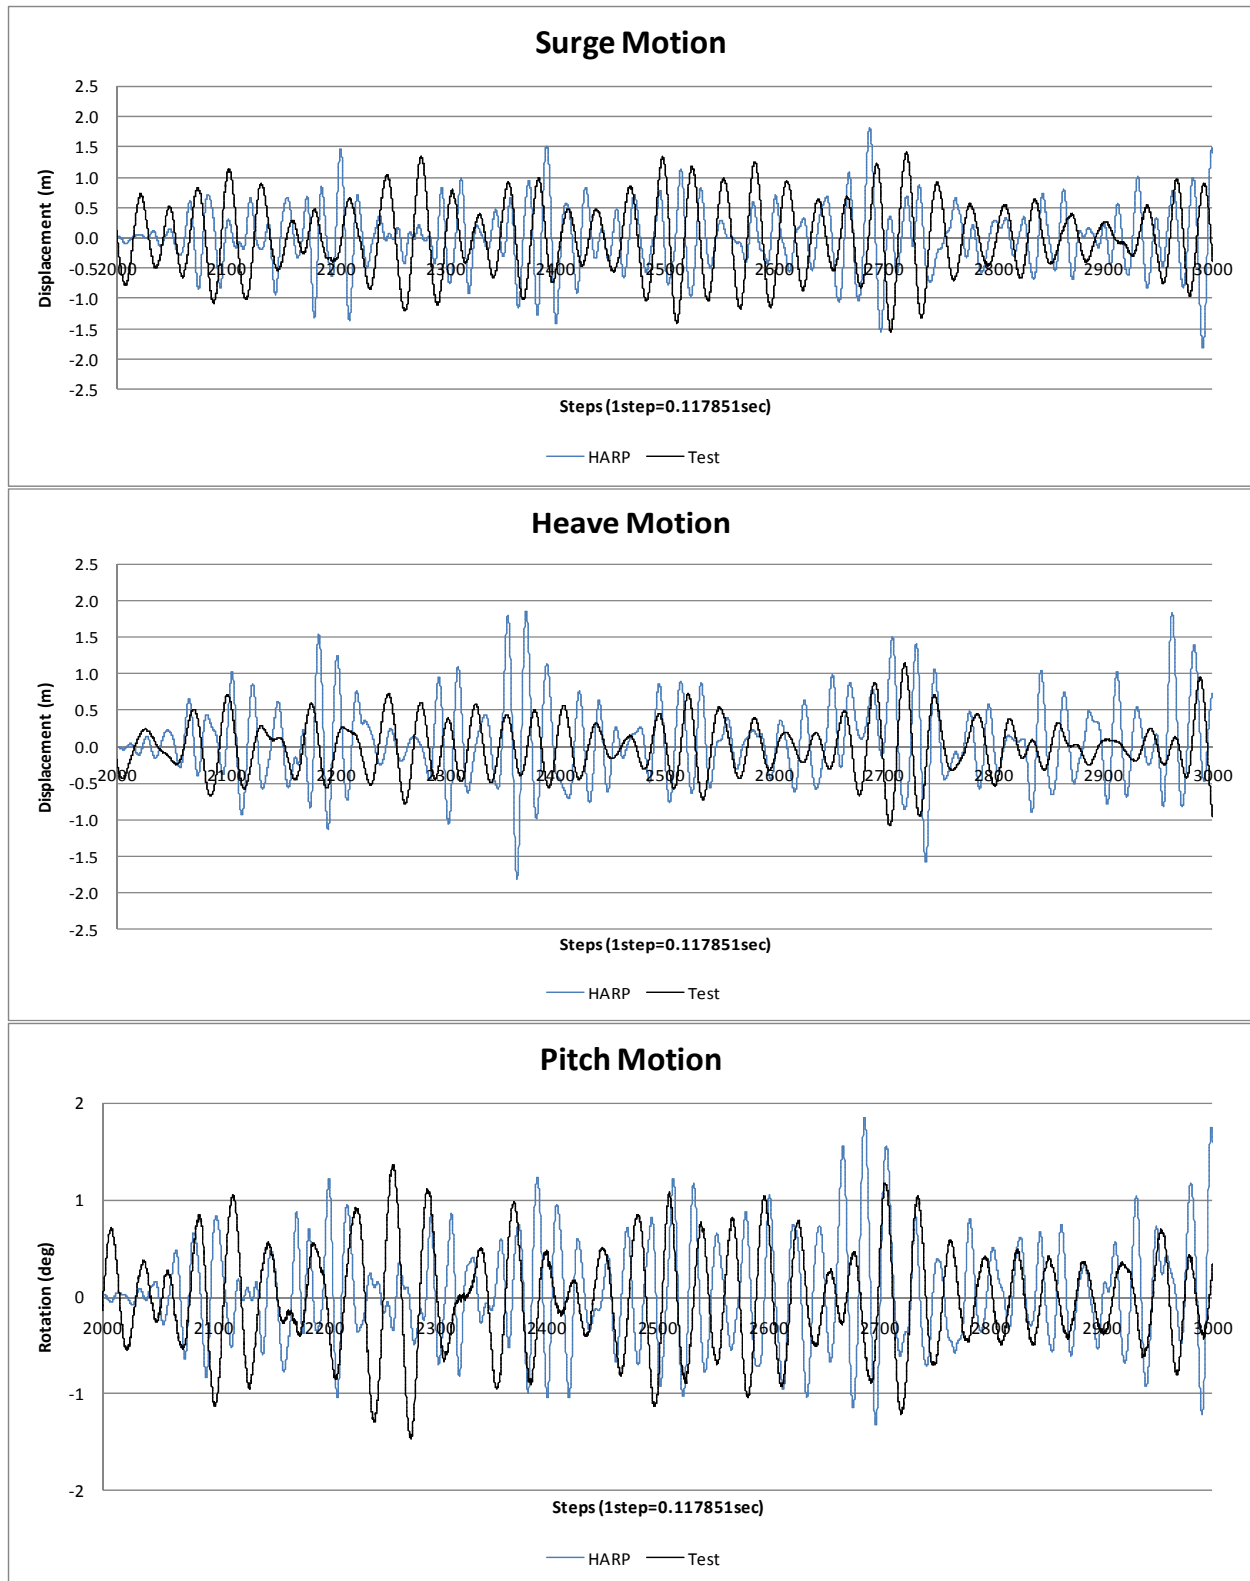 Surge Motion
2.5
2.0
1.5
1.0
0.5
0.0
-0.5
-1.0
-1.5
-2.0
-2.5
Displacement (m)
2000 2100 2200 2300 2400 2500 2600 2700 2800 2900 3000
Steps (1step=0.117851sec)
HARP Test
Heave Motion
2.5
2.0
1.5
1.0
0.5
0.0
-0.5
-1.0
-1.5
-2.0
-2.5
Displacement (m)
2000 2100 2200 2300 2400 2500 2600 2700 2800 2900 3000
Steps (1step=0.117851sec)
HARP Test
Pitch Motion
2
1
0
-1
-2
Rotation (deg)
2000 2100 2200 2300 2400 2500 2600 2700 2800 2900 3000
Steps (1step=0.117851sec)
HARP Test